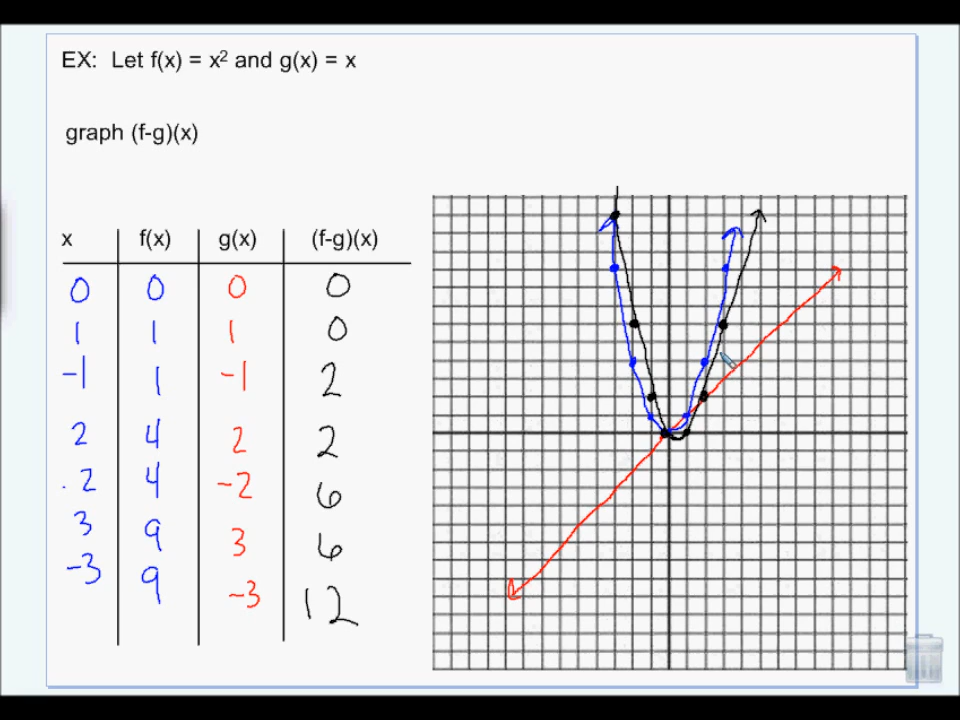 EX: Let f(x) = x² and g(x) = x
graph (f-g)(x)
x f(x) g(x) (f-g)(x)
0 0 0 0
1 1 1 0
-1 1 -1 2
2 4 2 2
. 2 4 -2 6
3 9 3 6
-3 9 -3 12